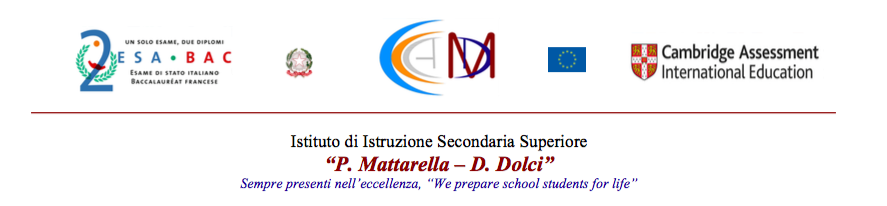 UN SOLO ESAME, DUE DIPLOMI
ESA · BAC
ESAME DI STATO ITALIANO
BACCALAURÉAT FRANCESE
MD
Cambridge Assessment
International Education
Istituto di Istruzione Secondaria Superiore
“P. Mattarella – D. Dolci”
Sempre presenti nell’eccellenza, “We prepare school students for life”